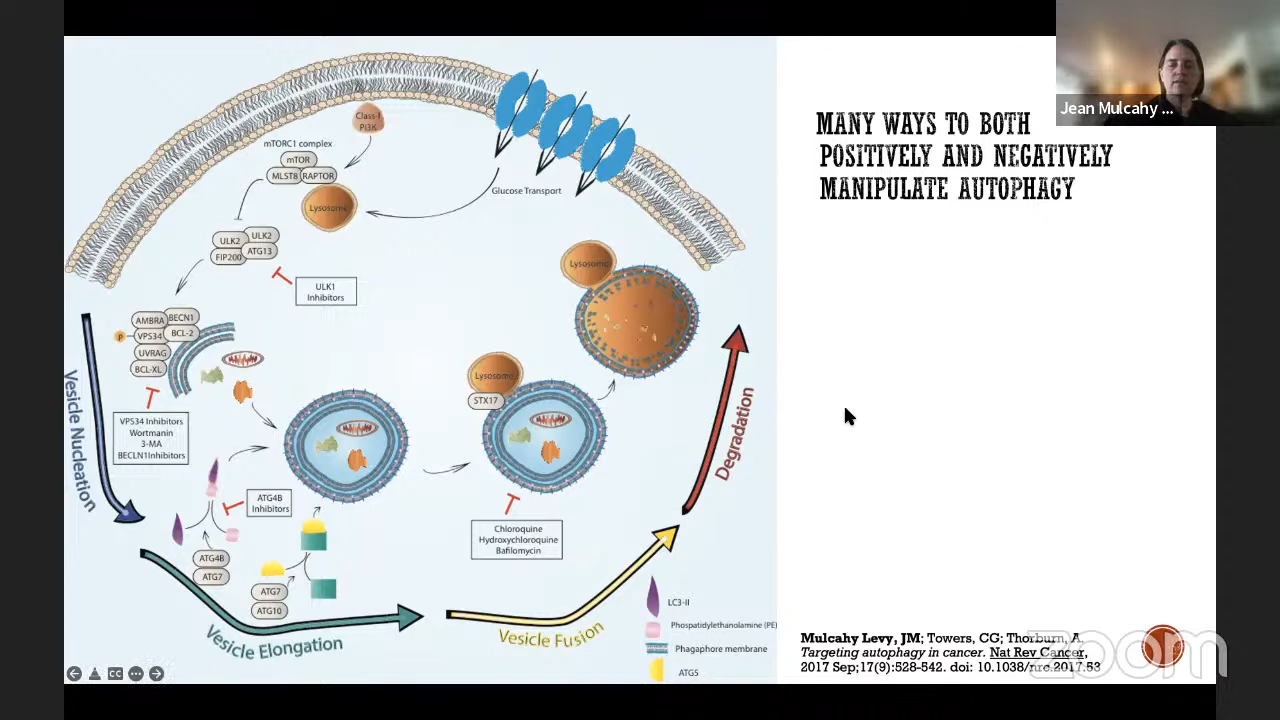 Jean Mulcahy ...
MANY WAYS TO BOTH
POSITIVELY AND NEGATIVELY
MANIPULATE AUTOPHAGY
Class-I
PI3K
mTORC1 complex
mTOR
MLST8
RAPTOR
Lysosome
Glucose Transport
ULK2
ULK2
FIP200
ATG13
ULK1
Inhibitors
Lysosome
AMBRA
BECN1
P
VPS34
BCL-2
UVRAG
BCL-XL
VPS34 Inhibitors
Wortmanin
3-MA
BECLN1Inhibitors
Lysosome
STX17
Vesicle Nucleation
ATG4B
Inhibitors
ATG4B
ATG7
ATG7
ATG10
Chloroquine
Hydroxychloroquine
Bafilomycin
Degradation
Vesicle Elongation
Vesicle Fusion
LC3-II
Phospatidylethanolamine (PE)
Phagaphore membrane
ATG5
Mulcahy Levy, JM; Towers, CG; Thorburn, A.
Targeting autophagy in cancer. Nat Rev Cancer,
2017 Sep;17(9):528-542. doi: 10.1038/nrc.2017.53
zoom
CC